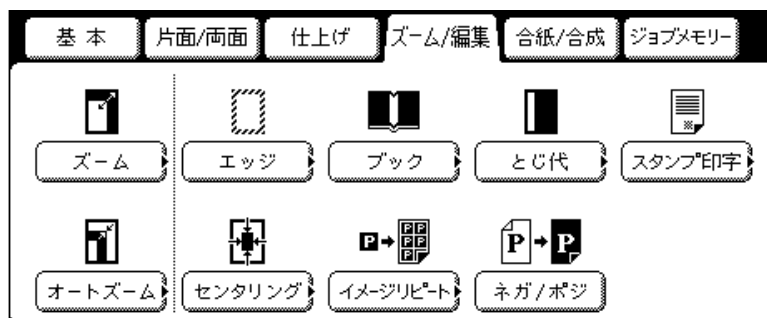 基本 片面/両面 仕上げ ズーム/編集 合紙/合成 ジョブメモリー
ズーム エッジ ブック とじ代 スタンプ印字
P P P P P P P P P
オートズーム センタリング イメージリピート ネガ/ポジ